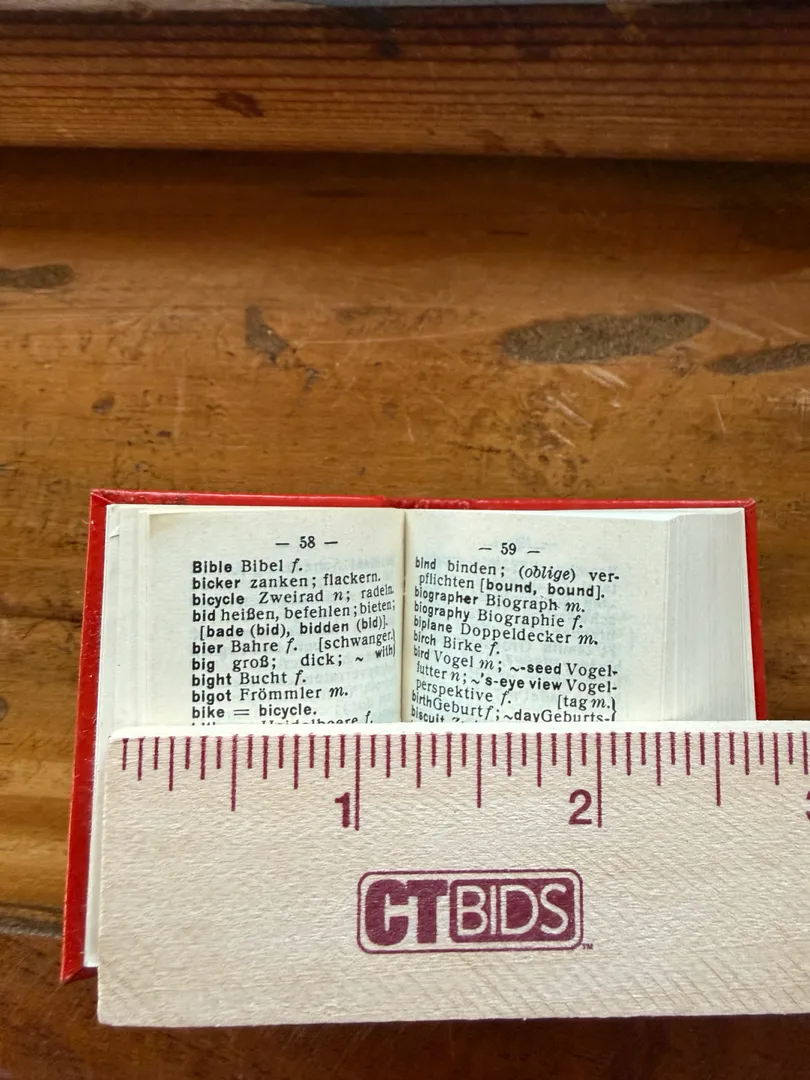 — 58 —
Bible Bibel f.
bicker zanken; flackern.
bicycle Zweirad n; radeln.
bid heißen, befehlen; bieten;
[bade (bid), bidden (bid)].
bier Bahre f. [schwanger.}
big groß; dick; ~ with}
bight Bucht f.
bigot Frömmler m.
bike = bicycle.
— 59 —
bind binden; (oblige) ver-
pflichten [bound, bound].
biographer Biograph m.
biography Biographie f.
biplane Doppeldecker m.
birch Birke f.
bird Vogel m; ~-seed Vogel-
futter n; ~'s-eye view Vogel-
perspektive f. [tag m.}
birth Geburt f; ~day Geburts-{
biscuit
1 2 3
CTBIDS™